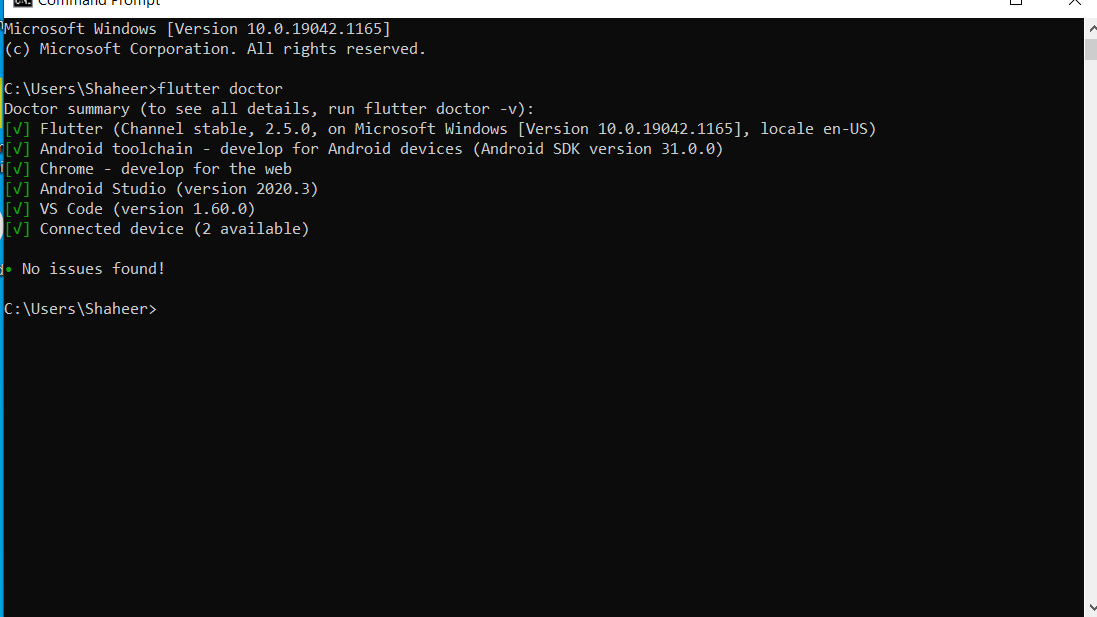 Command Prompt
Microsoft Windows [Version 10.0.19042.1165]
(c) Microsoft Corporation. All rights reserved.
C:\Users\Shaheer>flutter doctor
Doctor summary (to see all details, run flutter doctor -v):
[√] Flutter (Channel stable, 2.5.0, on Microsoft Windows [Version 10.0.19042.1165], locale en-US)
[√] Android toolchain - develop for Android devices (Android SDK version 31.0.0)
[√] Chrome - develop for the web
[√] Android Studio (version 2020.3)
[√] VS Code (version 1.60.0)
[√] Connected device (2 available)
• No issues found!
C:\Users\Shaheer>